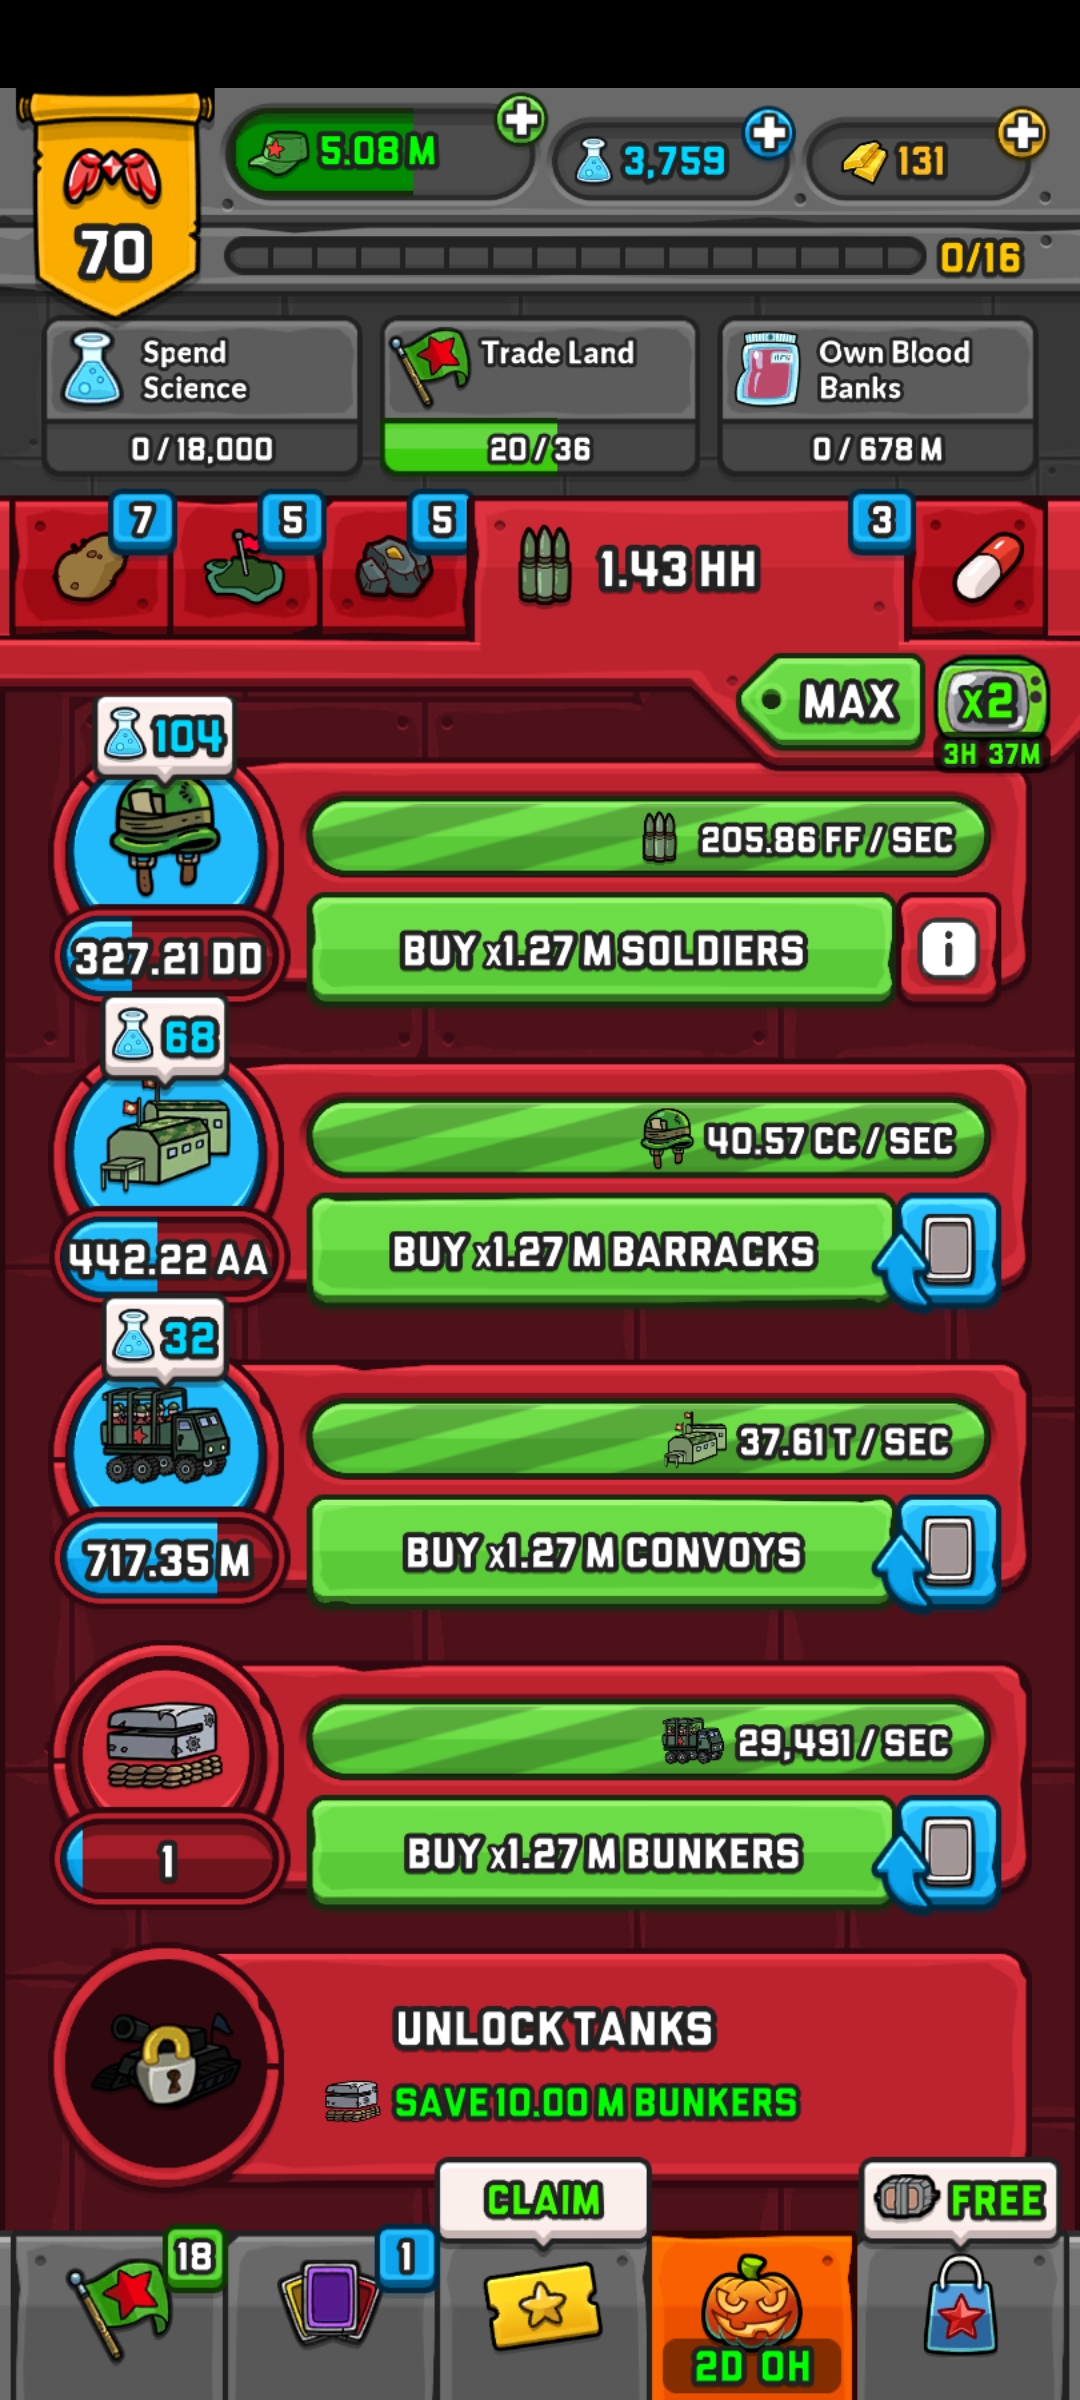 5.08 M
3,759
131
70
0/16
Spend
Science
0 / 18,000
Trade Land
20 / 36
Own Blood
Banks
0 / 678 M
7
5
5
1.43 HH
3
MAX
x2
3H 37M
104
205.86 FF / SEC
327.21 DD
BUY x1.27 M SOLDIERS
i
68
40.57 CC / SEC
442.22 AA
BUY x1.27 M BARRACKS
32
37.61 T / SEC
717.35 M
BUY x1.27 M CONVOYS
29,491 / SEC
1
BUY x1.27 M BUNKERS
UNLOCK TANKS
SAVE 10.00 M BUNKERS
CLAIM
FREE
18
1
2D 0H